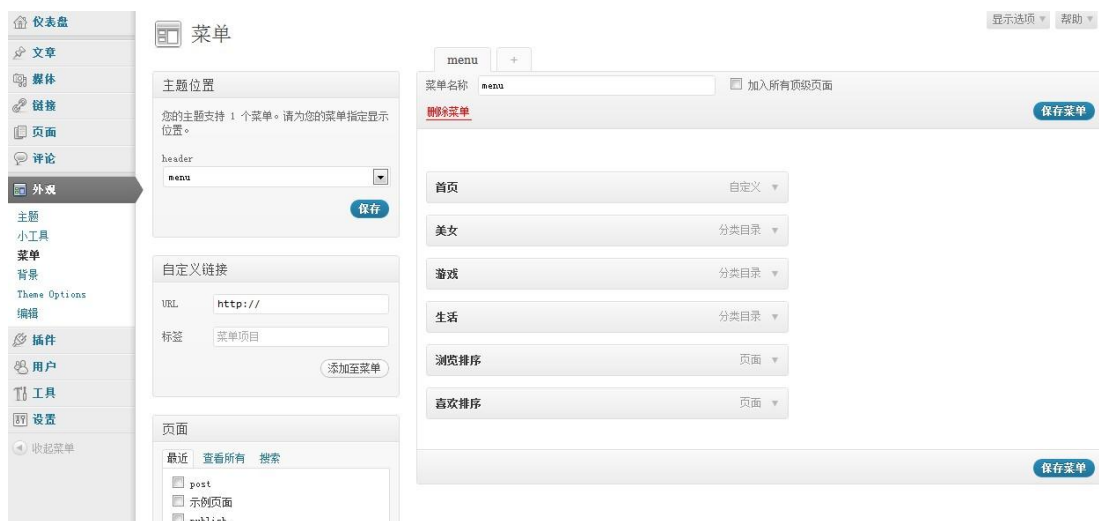 显示选项 帮助
仪表盘
文章
媒体
链接
页面
评论
外观
主题
小工具
菜单
背景
Theme Options
编辑
插件
用户
工具
设置
收起菜单
菜单
主题位置
您的主题支持 1 个菜单。请为您的菜单指定显示
位置。
header
menu
保存
自定义链接
URL http://
标签 菜单项目
添加至菜单
页面
最近 查看所有 搜索
post
示例页面
publish
menu +
菜单名称 menu 加入所有顶级页面
删除菜单 保存菜单
首页 自定义
美女 分类目录
游戏 分类目录
生活 分类目录
浏览排序 页面
喜欢排序 页面
保存菜单